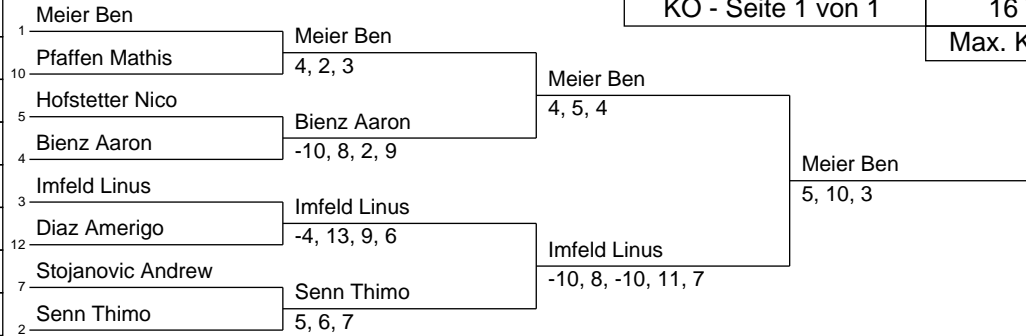 KO - Seite 1 von 1
16
Max. K
Meier Ben
1
Pfaffen Mathis
10
Hofstetter Nico
5
Bienz Aaron
4
Imfeld Linus
3
Diaz Amerigo
12
Stojanovic Andrew
7
Senn Thimo
2
Meier Ben
4, 2, 3
Bienz Aaron
-10, 8, 2, 9
Imfeld Linus
-4, 13, 9, 6
Senn Thimo
5, 6, 7
Meier Ben
4, 5, 4
Imfeld Linus
-10, 8, -10, 11, 7
Meier Ben
5, 10, 3